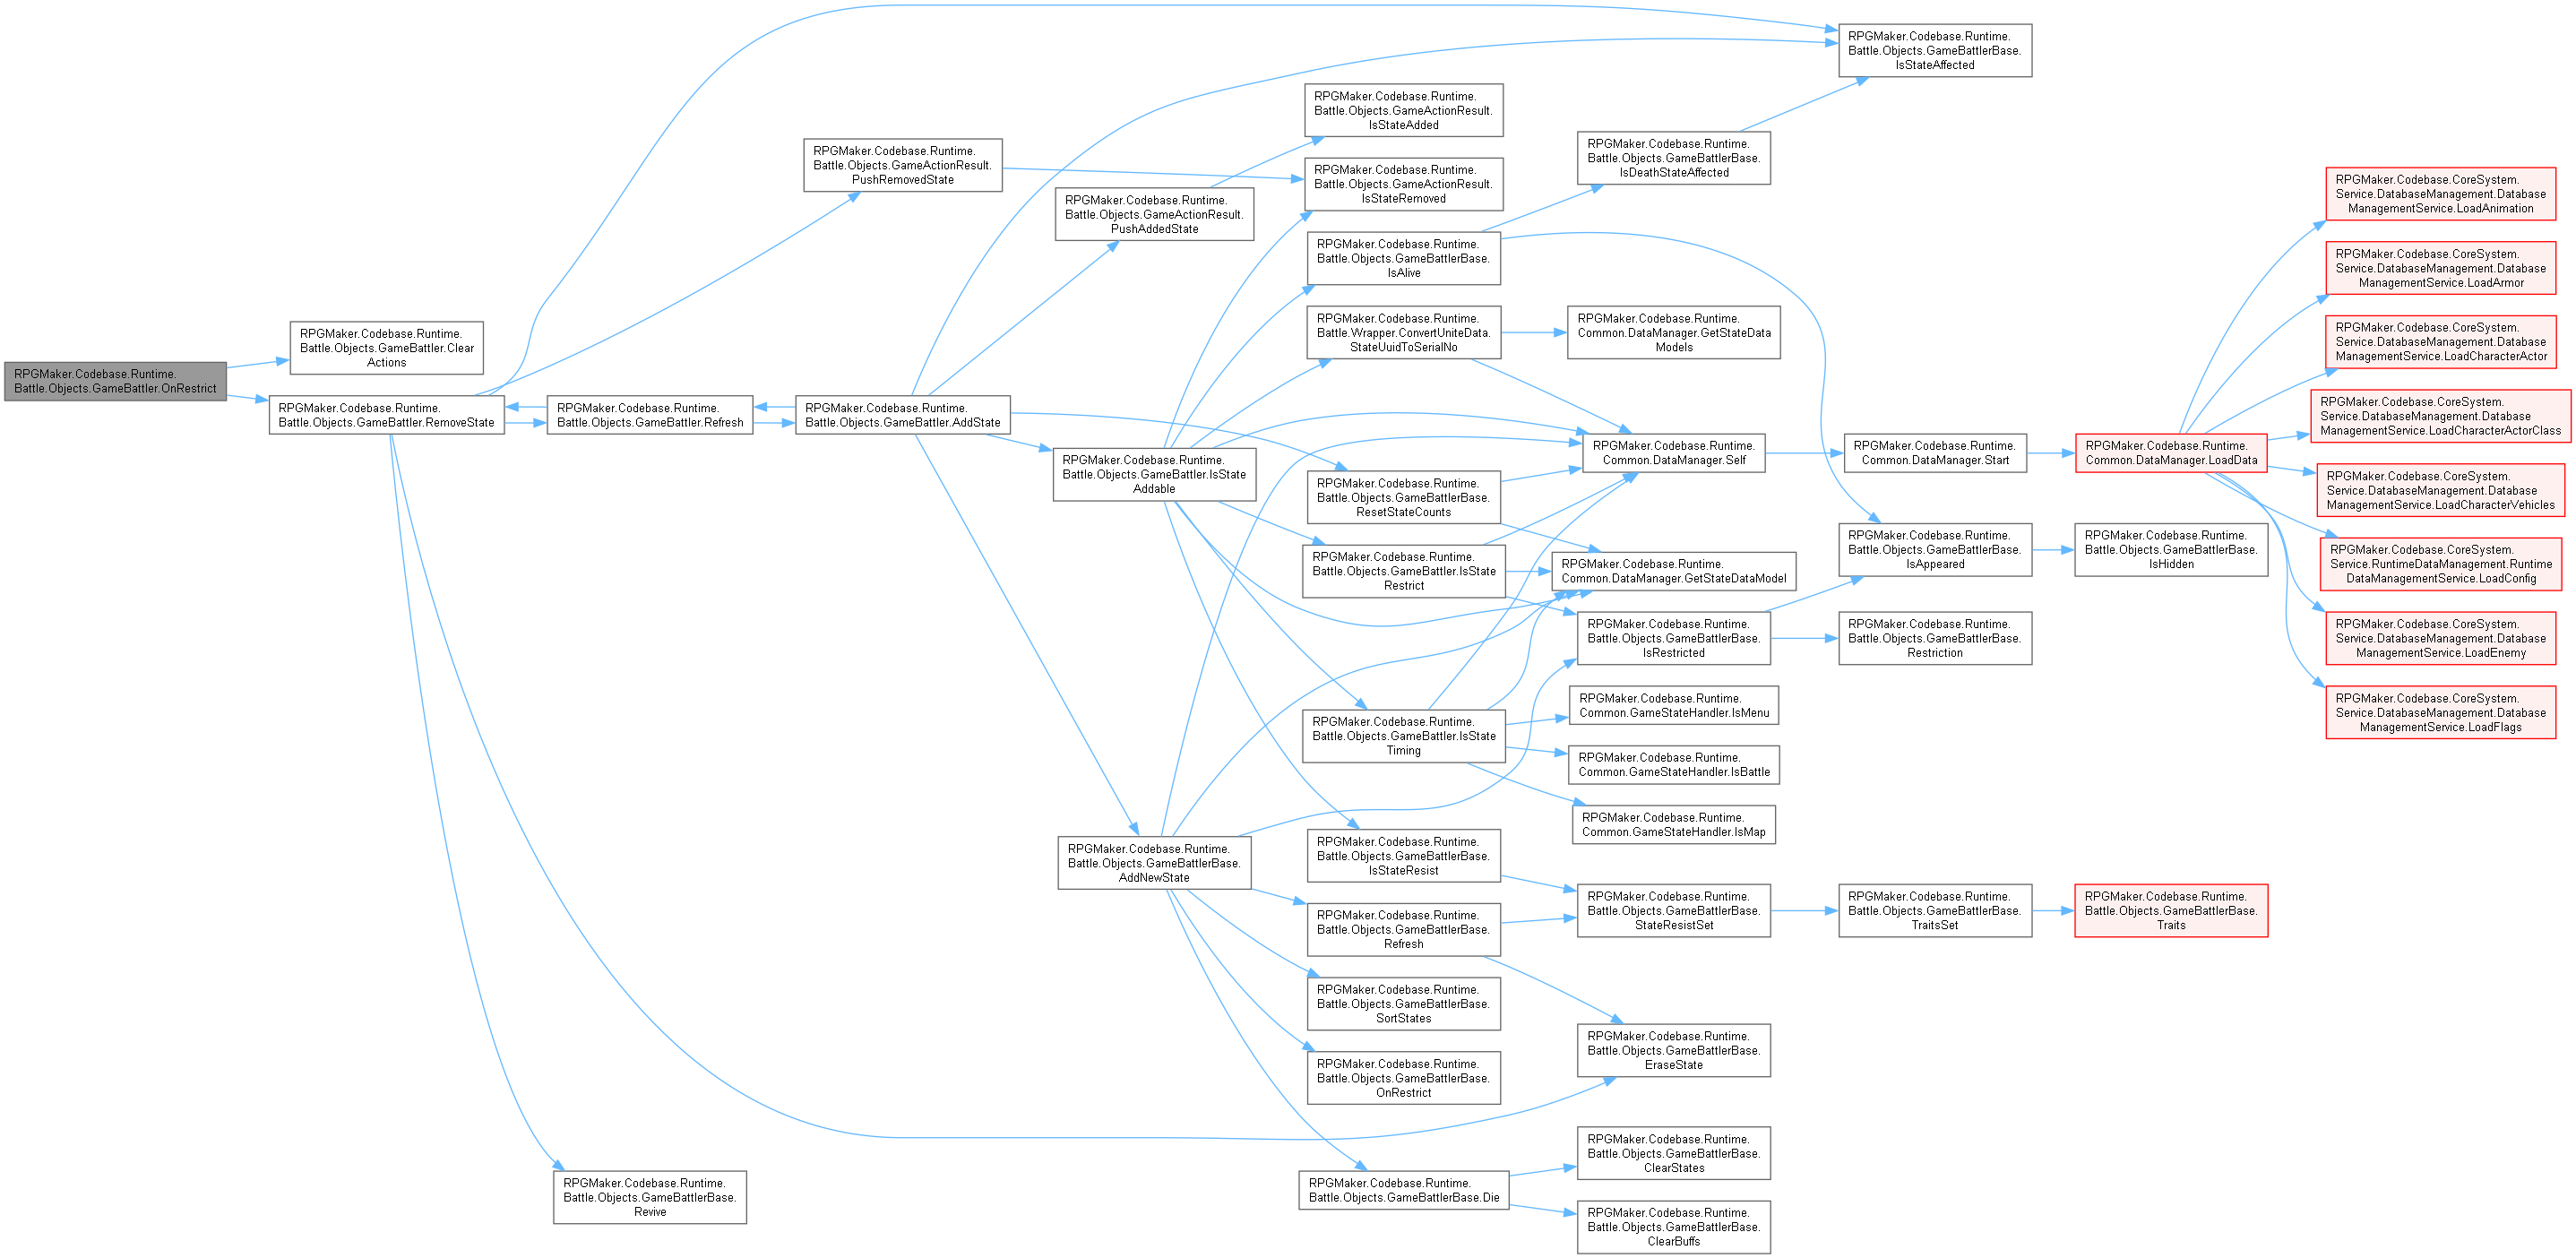 RPGMaker.Codebase.Runtime.
Battle.Objects.GameBattler.OnRestrict
RPGMaker.Codebase.Runtime.
Battle.Objects.GameBattler.Clear
Actions
RPGMaker.Codebase.Runtime.
Battle.Objects.GameBattler.RemoveState
RPGMaker.Codebase.Runtime.
Battle.Objects.GameBattler.Refresh
RPGMaker.Codebase.Runtime.
Battle.Objects.GameBattlerBase.
Revive
RPGMaker.Codebase.Runtime.
Battle.Objects.GameActionResult.
PushRemovedState
RPGMaker.Codebase.Runtime.
Battle.Objects.GameBattler.AddState
RPGMaker.Codebase.Runtime.
Battle.Objects.GameActionResult.
PushAddedState
RPGMaker.Codebase.Runtime.
Battle.Objects.GameBattler.IsState
Addable
RPGMaker.Codebase.Runtime.
Battle.Objects.GameBattlerBase.
AddNewState
RPGMaker.Codebase.Runtime.
Battle.Objects.GameActionResult.
IsStateAdded
RPGMaker.Codebase.Runtime.
Battle.Objects.GameActionResult.
IsStateRemoved
RPGMaker.Codebase.Runtime.
Battle.Objects.GameBattlerBase.
IsAlive
RPGMaker.Codebase.Runtime.
Battle.Wrapper.ConvertUniteData.
StateUuidToSerialNo
RPGMaker.Codebase.Runtime.
Battle.Objects.GameBattlerBase.
ResetStateCounts
RPGMaker.Codebase.Runtime.
Battle.Objects.GameBattler.IsState
Restrict
RPGMaker.Codebase.Runtime.
Battle.Objects.GameBattler.IsState
Timing
RPGMaker.Codebase.Runtime.
Battle.Objects.GameBattlerBase.
IsStateResist
RPGMaker.Codebase.Runtime.
Battle.Objects.GameBattlerBase.
Refresh
RPGMaker.Codebase.Runtime.
Battle.Objects.GameBattlerBase.
SortStates
RPGMaker.Codebase.Runtime.
Battle.Objects.GameBattlerBase.
OnRestrict
RPGMaker.Codebase.Runtime.
Battle.Objects.GameBattlerBase.Die
RPGMaker.Codebase.Runtime.
Battle.Objects.GameBattlerBase.
IsDeathStateAffected
RPGMaker.Codebase.Runtime.
Common.DataManager.GetStateData
Models
RPGMaker.Codebase.Runtime.
Common.DataManager.Self
RPGMaker.Codebase.Runtime.
Common.DataManager.GetStateDataModel
RPGMaker.Codebase.Runtime.
Battle.Objects.GameBattlerBase.
IsRestricted
RPGMaker.Codebase.Runtime.
Common.GameStateHandler.IsMenu
RPGMaker.Codebase.Runtime.
Common.GameStateHandler.IsBattle
RPGMaker.Codebase.Runtime.
Common.GameStateHandler.IsMap
RPGMaker.Codebase.Runtime.
Battle.Objects.GameBattlerBase.
StateResistSet
RPGMaker.Codebase.Runtime.
Battle.Objects.GameBattlerBase.
EraseState
RPGMaker.Codebase.Runtime.
Battle.Objects.GameBattlerBase.
ClearStates
RPGMaker.Codebase.Runtime.
Battle.Objects.GameBattlerBase.
ClearBuffs
RPGMaker.Codebase.Runtime.
Battle.Objects.GameBattlerBase.
IsStateAffected
RPGMaker.Codebase.Runtime.
Common.DataManager.Start
RPGMaker.Codebase.Runtime.
Battle.Objects.GameBattlerBase.
IsAppeared
RPGMaker.Codebase.Runtime.
Battle.Objects.GameBattlerBase.
Restriction
RPGMaker.Codebase.Runtime.
Battle.Objects.GameBattlerBase.
TraitsSet
RPGMaker.Codebase.Runtime.
Common.DataManager.LoadData
RPGMaker.Codebase.Runtime.
Battle.Objects.GameBattlerBase.
IsHidden
RPGMaker.Codebase.Runtime.
Battle.Objects.GameBattlerBase.
Traits
RPGMaker.Codebase.CoreSystem.
Service.DatabaseManagement.Database
ManagementService.LoadAnimation
RPGMaker.Codebase.CoreSystem.
Service.DatabaseManagement.Database
ManagementService.LoadArmor
RPGMaker.Codebase.CoreSystem.
Service.DatabaseManagement.Database
ManagementService.LoadCharacterActor
RPGMaker.Codebase.CoreSystem.
Service.DatabaseManagement.Database
ManagementService.LoadCharacterActorClass
RPGMaker.Codebase.CoreSystem.
Service.DatabaseManagement.Database
ManagementService.LoadCharacterVehicles
RPGMaker.Codebase.CoreSystem.
Service.RuntimeDataManagement.Runtime
DataManagementService.LoadConfig
RPGMaker.Codebase.CoreSystem.
Service.DatabaseManagement.Database
ManagementService.LoadEnemy
RPGMaker.Codebase.CoreSystem.
Service.DatabaseManagement.Database
ManagementService.LoadFlags